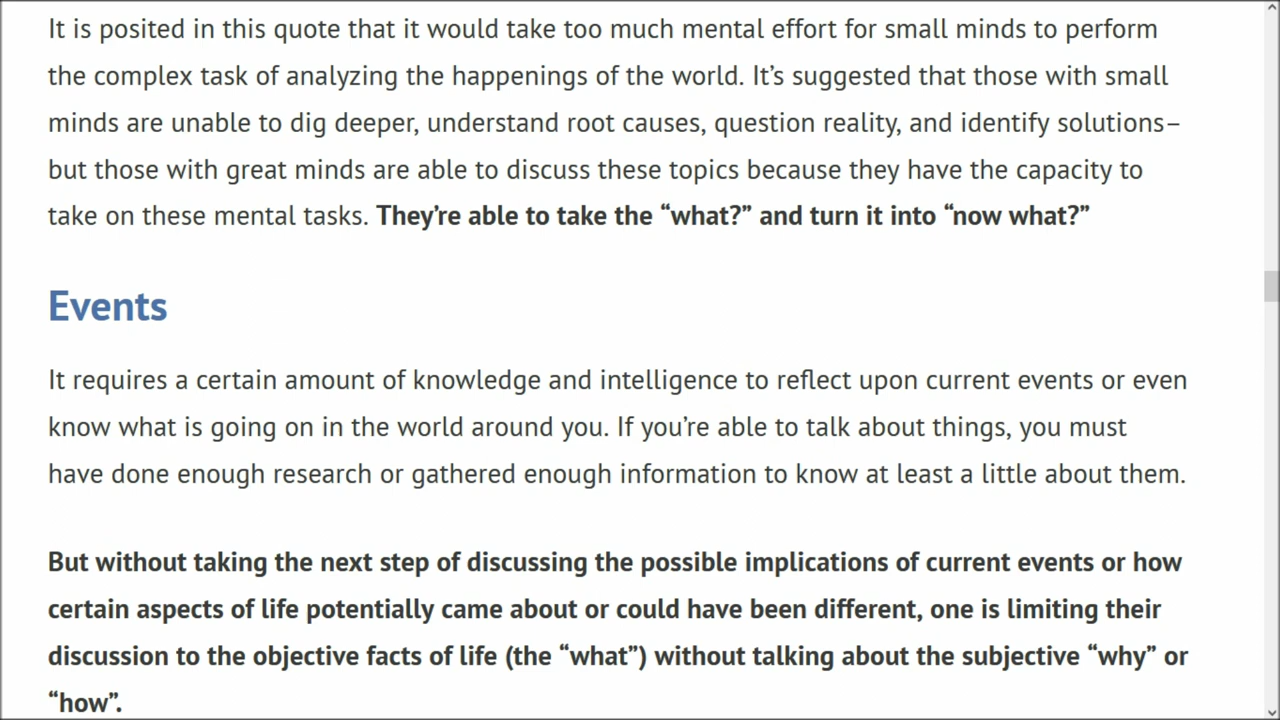 It is posited in this quote that it would take too much mental effort for small minds to perform
the complex task of analyzing the happenings of the world. It’s suggested that those with small
minds are unable to dig deeper, understand root causes, question reality, and identify solutions–
but those with great minds are able to discuss these topics because they have the capacity to
take on these mental tasks. They’re able to take the “what?” and turn it into “now what?”
Events
It requires a certain amount of knowledge and intelligence to reflect upon current events or even
know what is going on in the world around you. If you’re able to talk about things, you must
have done enough research or gathered enough information to know at least a little about them.
But without taking the next step of discussing the possible implications of current events or how
certain aspects of life potentially came about or could have been different, one is limiting their
discussion to the objective facts of life (the “what”) without talking about the subjective “why” or
“how”.